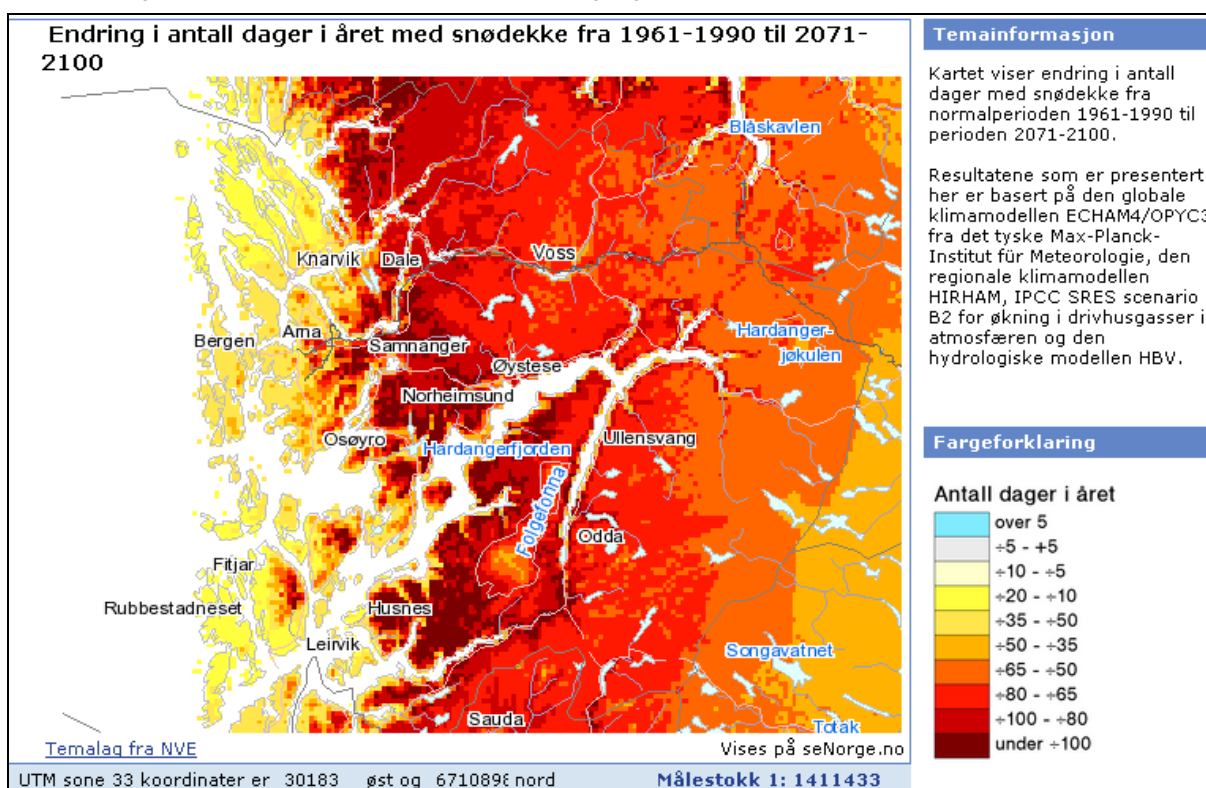 Endring i antall dager i året med snødekke fra 1961-1990 til 2071-
2100
Blåskavlen
Knarvik
Dale
Voss
Bergen
Arna
Samnanger
Hardanger-
jøkulen
Øystese
Norheimsund
Osøyro
Hardangerfjorden
Ullensvang
Folgefonna
Odda
Fitjar
Rubbestadneset
Husnes
Leirvik
Songavatnet
Sauda
Totak
Temalag fra NVE
Vises på seNorge.no
UTM sone 33 koordinater er 30183 øst og 6710898 nord
Målestokk 1: 1411433
Temainformasjon
Kartet viser endring i antall
dager med snødekke fra
normalperioden 1961-1990 til
perioden 2071-2100.
Resultatene som er presentert
her er basert på den globale
klimamodellen ECHAM4/OPYC3
fra det tyske Max-Planck-
Institut für Meteorologie, den
regionale klimamodellen
HIRHAM, IPCC SRES scenario
B2 for økning i drivhusgasser i
atmosfæren og den
hydrologiske modellen HBV.
Fargeforklaring
Antall dager i året
over 5
÷5 - +5
÷10 - ÷5
÷20 - ÷10
÷35 - ÷50
÷50 - ÷35
÷65 - ÷50
÷80 - ÷65
÷100 - ÷80
under ÷100